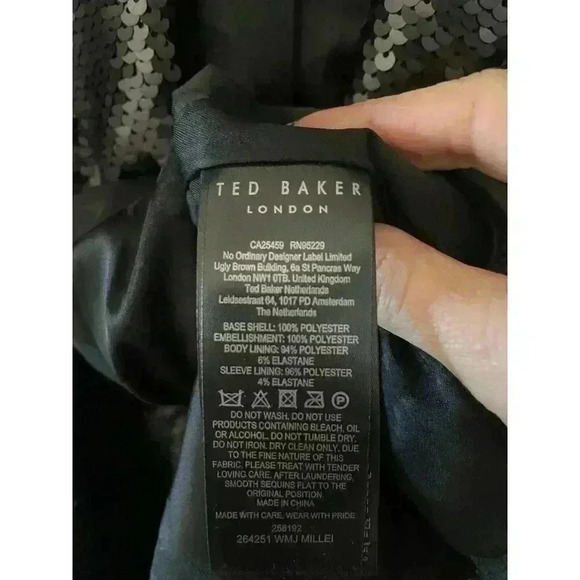 TED BAKER
LONDON
CA25459 RN95229
No Ordinary Designer Label Limited
Ugly Brown Building, 6a St Pancras Way
London NW1 0TB. United Kingdom
Ted Baker Netherlands
Leidsestraat 64, 1017 PD Amsterdam
The Netherlands
BASE SHELL: 100% POLYESTER
EMBELLISHMENT: 100% POLYESTER
BODY LINING: 94% POLYESTER
6% ELASTANE
SLEEVE LINING: 96% POLYESTER
4% ELASTANE
P
DO NOT WASH. DO NOT USE
PRODUCTS CONTAINING BLEACH, OIL
OR ALCOHOL. DO NOT TUMBLE DRY.
DO NOT IRON. DRY CLEAN ONLY. DUE
TO THE FINE NATURE OF THIS
FABRIC. PLEASE TREAT WITH TENDER
LOVING CARE. AFTER LAUNDERING,
SMOOTH SEQUINS FLAT TO THE
ORIGINAL POSITION
MADE IN CHINA
MADE WITH CARE, WEAR WITH PRIDE
258192
264251 WMJ MILLEI